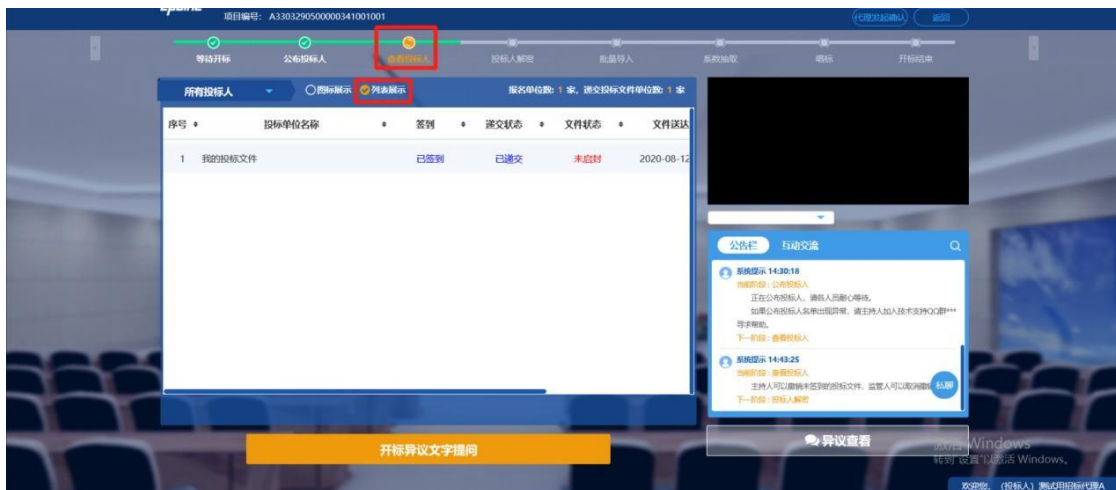 项目编号: A3303290500000341001001
代理发起确认 返回
等待开标 公布投标人 查看投标人 投标人解密 批量导入 系数抽取 唱标 开标结束
所有投标人 图标展示 列表展示 报名单位数: 1 家, 递交投标文件单位数: 1 家
序号 投标单位名称 签到 递交状态 文件状态 文件送达
1 我的投标文件 已签到 已递交 未启封 2020-08-12
公告栏 互动交流
系统提示 14:30:18
当前阶段: 公布投标人
正在公布投标人, 请各人员耐心等待。
如果公布投标人名单出现异常, 请主持人加入技术支持QQ群***
寻求帮助。
下一阶段: 查看投标人
系统提示 14:43:25
当前阶段: 查看投标人
主持人可以撤销未签到的投标文件、监管人可以取消撤销
私聊
下一阶段: 投标人解密
开标异议文字提问
异议查看
激活 Windows
转到"设置"以激活 Windows。
欢迎您, (投标人) 测试用招标代理A